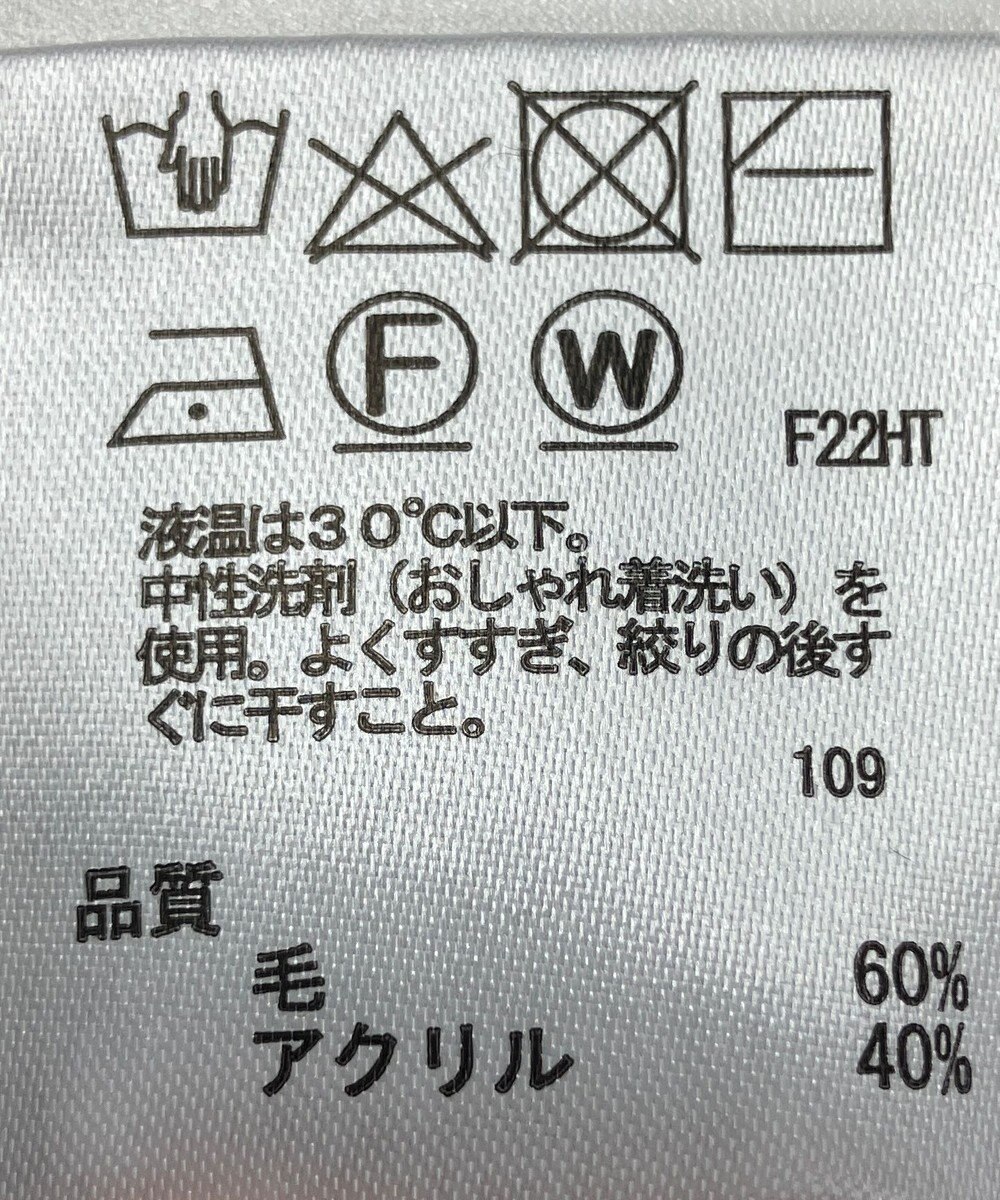 F
W
F22HT
液温は30℃以下。
中性洗剤(おしゃれ着洗い)を
使用。よくすすぎ、絞りの後す
ぐに干すこと。
109
品質
毛 60%
アクリル 40%